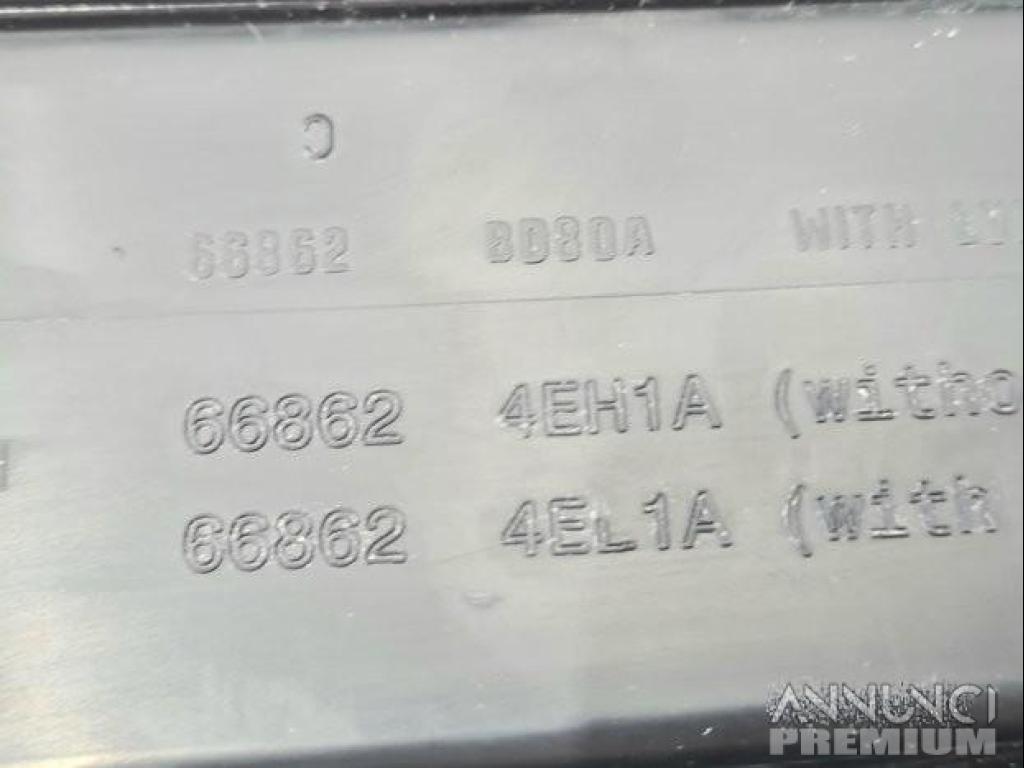 C
66862 BD80A WITH
66862 4EH1A (witho
66862 4EL1A (with
ANNUNCI
PREMIUM